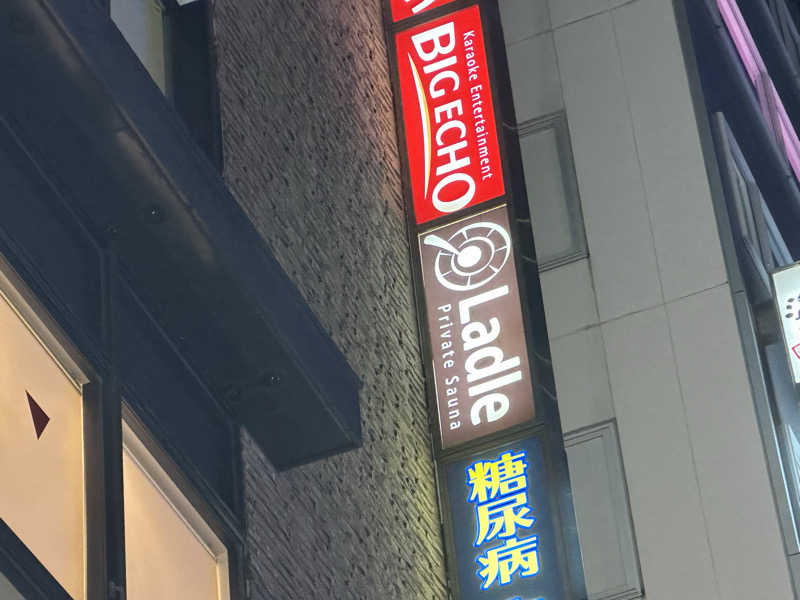 Karaoke Entertainment
BIG ECHO
Ladle
Private Sauna
糖尿病